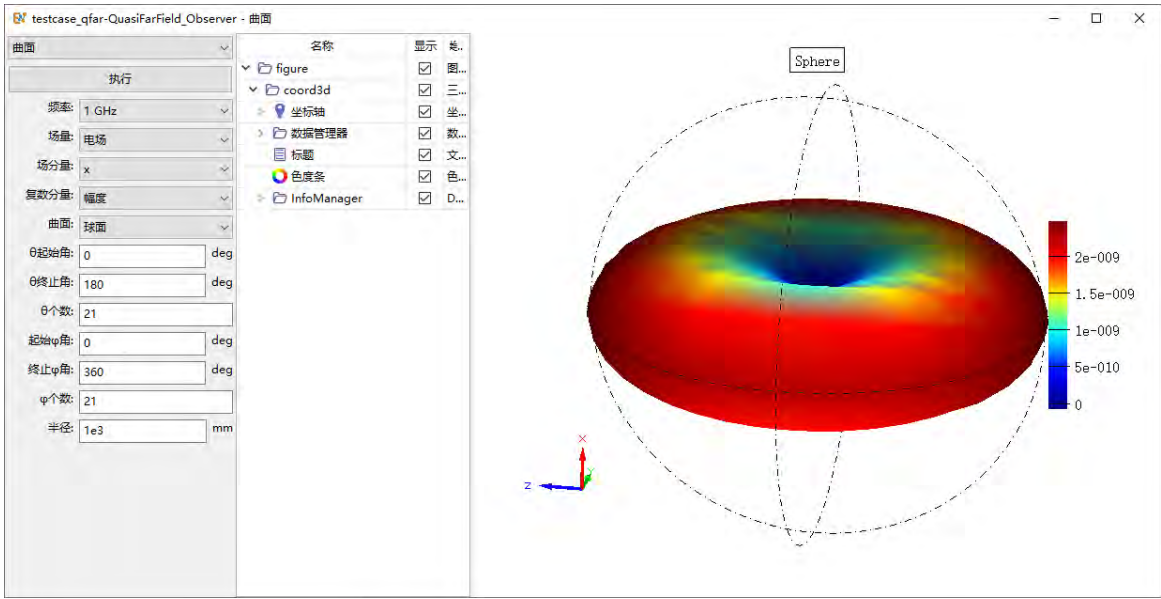 testcase_qfar-QuasiFarField_Observer - 曲面
曲面
执行
频率: 1 GHz
场量: 电场
场分量: x
复数分量: 幅度
曲面: 球面
θ起始角: 0 deg
θ终止角: 180 deg
θ个数: 21
起始φ角: 0 deg
终止φ角: 360 deg
φ个数: 21
半径: 1e3 mm
名称 显示
figure 图...
coord3d 三...
坐标轴 坐...
数据管理器 数...
标题 文...
色度条 色...
InfoManager D...
Sphere
2e-009
1.5e-009
1e-009
5e-010
0
X
Y
Z